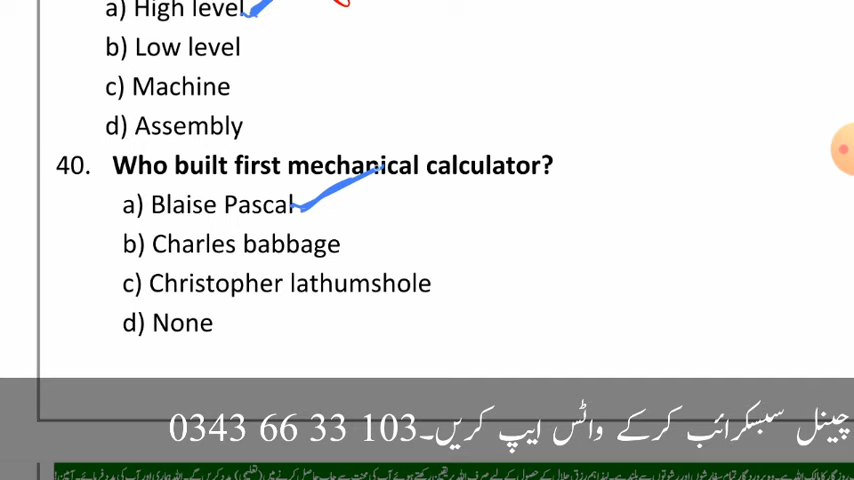 a) High level
b) Low level
c) Machine
d) Assembly
40. Who built first mechanical calculator?
a) Blaise Pascal
b) Charles babbage
c) Christopher lathumshole
d) None
چینل سبسکرائب کرکے واٹس ایپ کریں۔0343 66 33 103